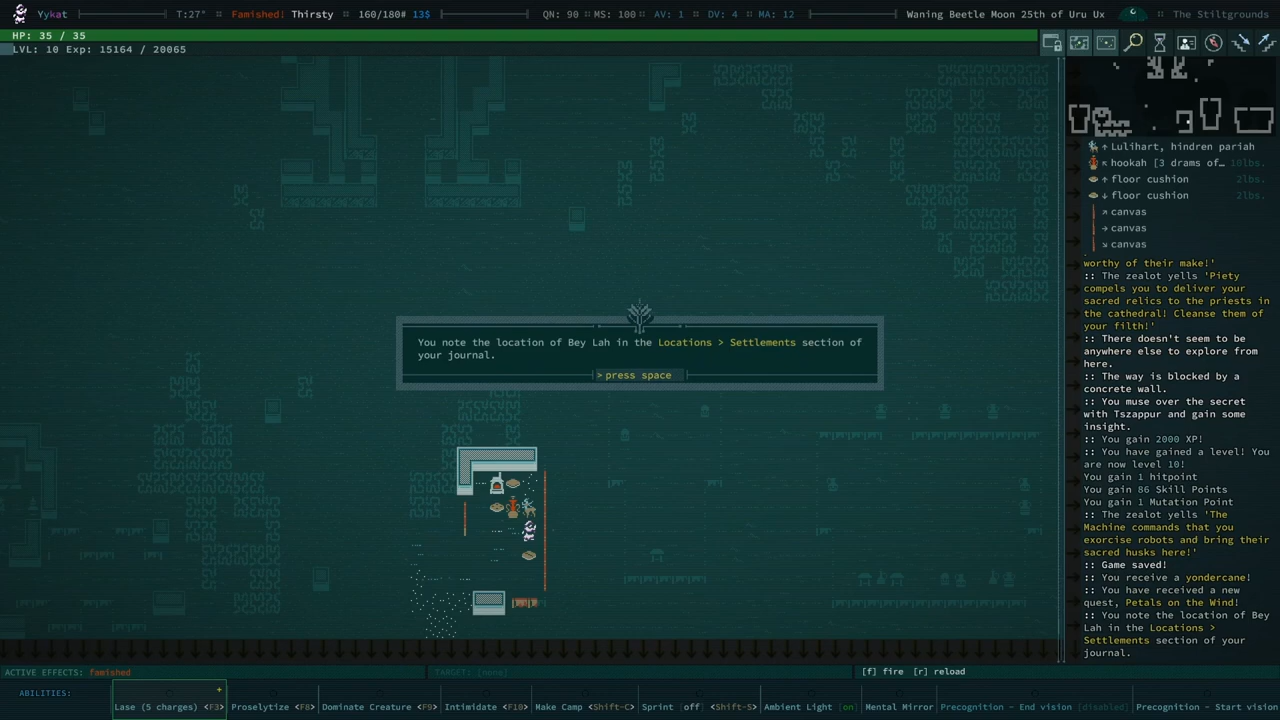 Yykat T:27° Famished! Thirsty 160/180# 13$ QN: 90 MS: 100 AV: 1 DV: 4 MA: 12 Waning Beetle Moon 25th of Uru Ux The Stiltgrounds
HP: 35 / 35
LVL: 10 Exp: 15164 / 20065
Lulihart, hindren pariah
hookah [3 drams of… 10lbs.
floor cushion 2lbs.
floor cushion 2lbs.
canvas
canvas
canvas
worthy of their make!'
:: The zealot yells 'Piety
compels you to deliver your
sacred relics to the priests in
the cathedral! Cleanse them of
your filth!'
:: There doesn't seem to be
anywhere else to explore from
here.
:: The way is blocked by a
concrete wall.
:: You muse over the secret
with Tszappur and gain some
insight.
:: You gain 2000 XP!
:: You have gained a level! You
are now level 10!
You gain 1 hitpoint
You gain 86 Skill Points
You gain 1 Mutation Point
:: The zealot yells 'The
Machine commands that you
exorcise robots and bring their
sacred husks here!'
:: Game saved!
:: You receive a yondercane!
:: You have received a new
quest, Petals on the Wind!
:: You note the location of Bey
Lah in the Locations >
Settlements section of your
journal.
You note the location of Bey Lah in the Locations > Settlements section of
your journal.
> press space
ACTIVE EFFECTS: famished TARGET: [none] [f] fire [r] reload
ABILITIES: Lase (5 charges) <F3> Proselytize <F8> Dominate Creature <F9> Intimidate <F10> Make Camp <Shift-C> Sprint [off] <Shift-S> Ambient Light [on] Mental Mirror Precognition - End vision [disabled] Precognition - Start vision